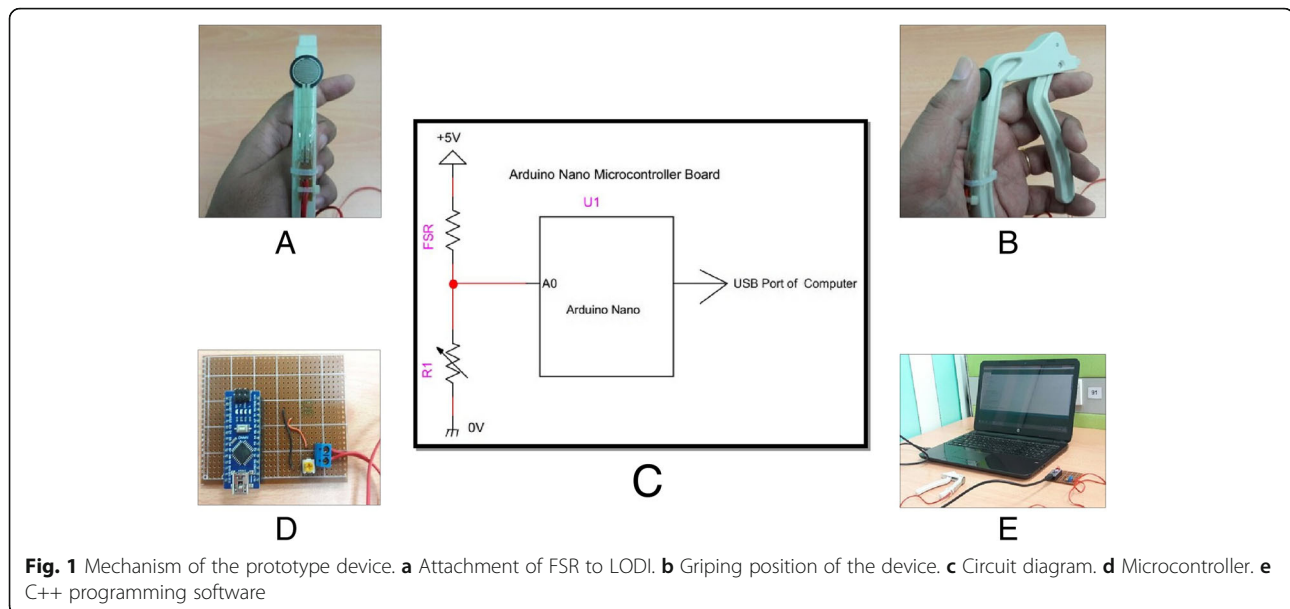 A
B
+5V
Arduino Nano Microcontroller Board
U1
FSR
A0
USB Port of Computer
Arduino Nano
R1
0V
C
D
E
Fig. 1 Mechanism of the prototype device. a Attachment of FSR to LODI. b Griping position of the device. c Circuit diagram. d Microcontroller. e
C++ programming software